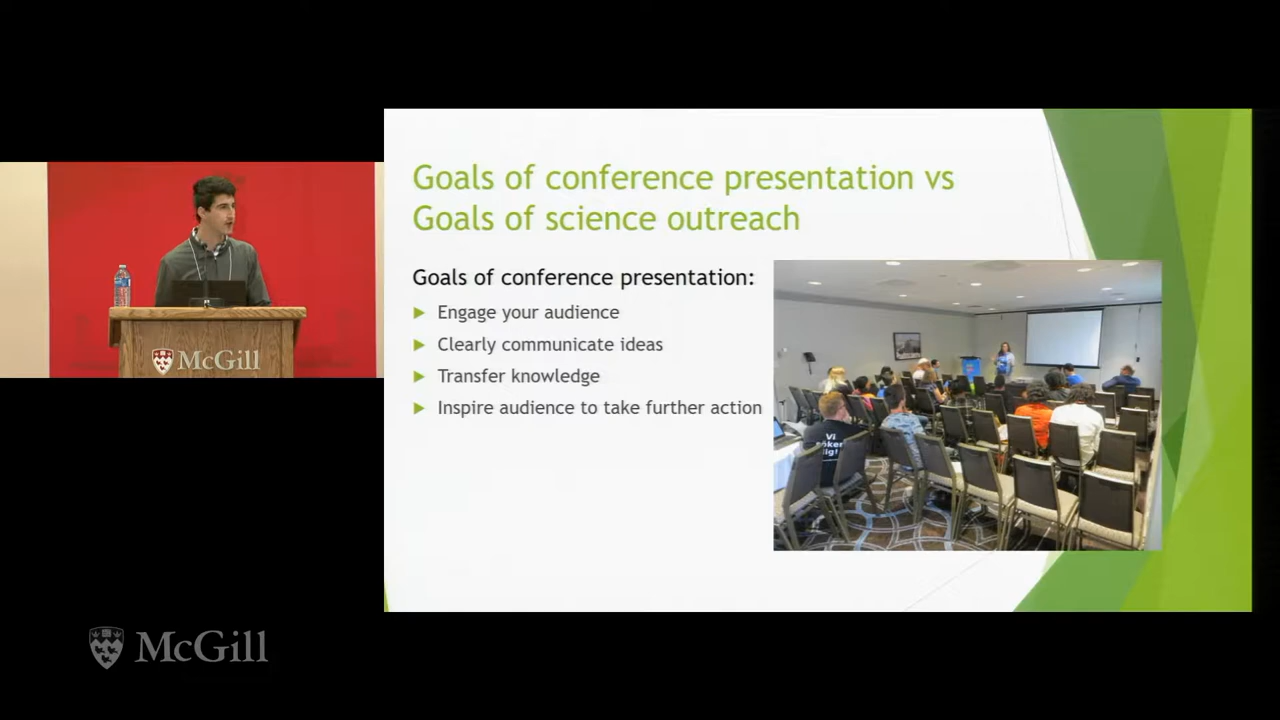 Goals of conference presentation vs
Goals of science outreach
Goals of conference presentation:
Engage your audience
Clearly communicate ideas
Transfer knowledge
Inspire audience to take further action
McGill
McGill